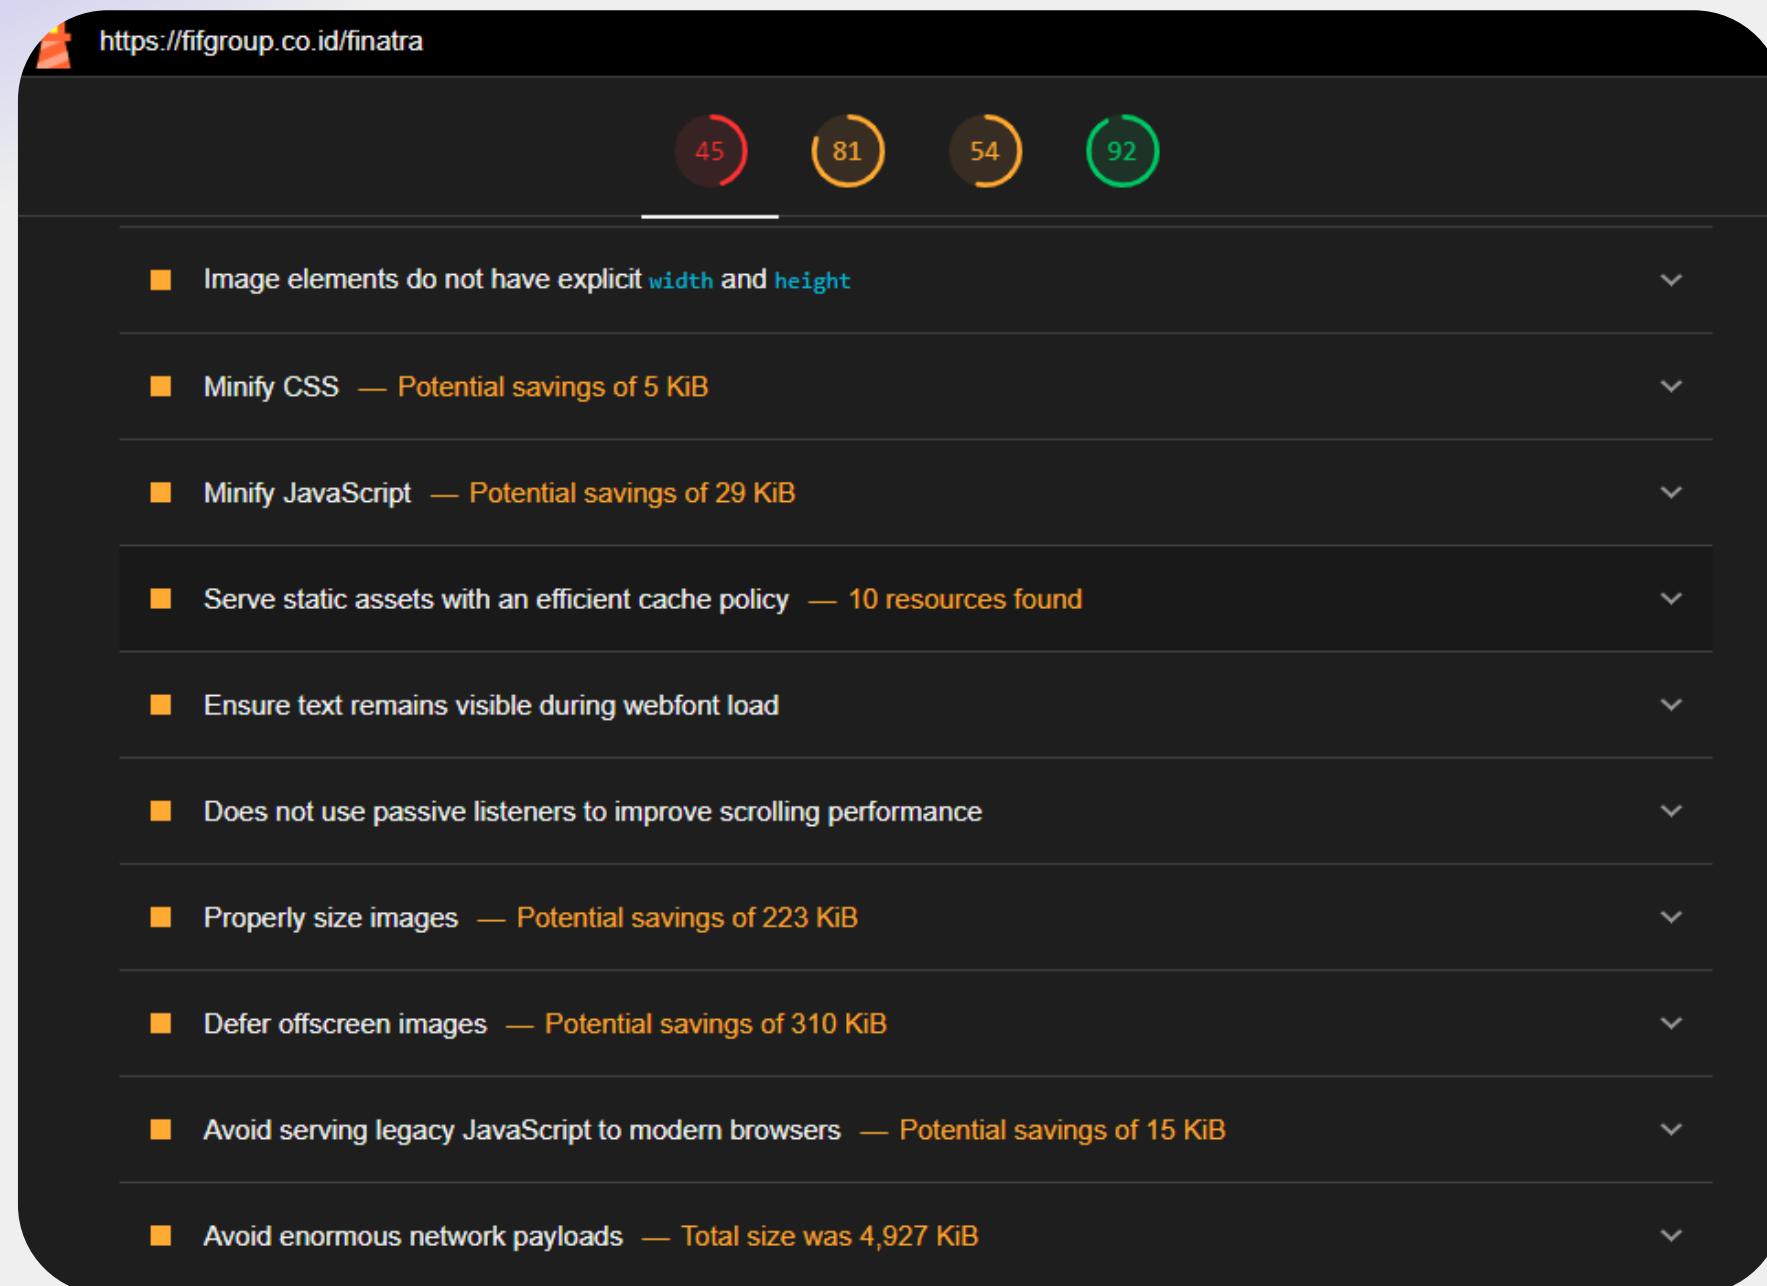 https://fifgroup.co.id/finatra
45 81 54 92
Image elements do not have explicit width and height
Minify CSS — Potential savings of 5 KiB
Minify JavaScript — Potential savings of 29 KiB
Serve static assets with an efficient cache policy — 10 resources found
Ensure text remains visible during webfont load
Does not use passive listeners to improve scrolling performance
Properly size images — Potential savings of 223 KiB
Defer offscreen images — Potential savings of 310 KiB
Avoid serving legacy JavaScript to modern browsers — Potential savings of 15 KiB
Avoid enormous network payloads — Total size was 4,927 KiB